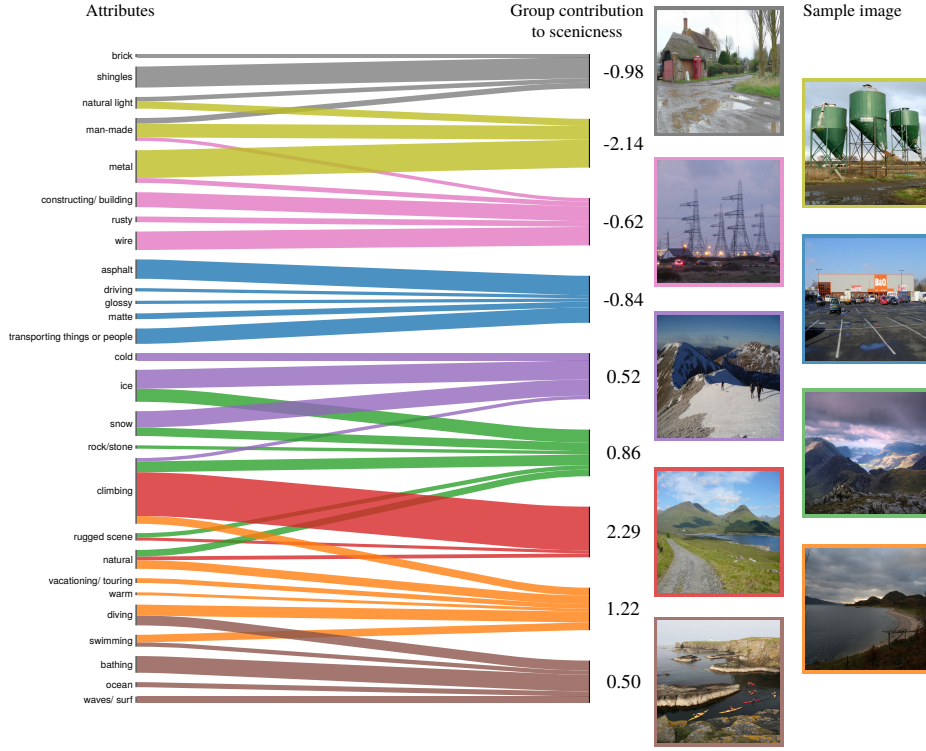 Attributes
Group contribution
to scenicness
Sample image
brick
shingles
natural light
man-made
metal
constructing/ building
rusty
wire
asphalt
driving
glossy
matte
transporting things or people
cold
ice
snow
rock/stone
climbing
rugged scene
natural
vacationing/ touring
warm
diving
swimming
bathing
ocean
waves/ surf
-0.98
-2.14
-0.62
-0.84
0.52
0.86
2.29
1.22
0.50
B&Q